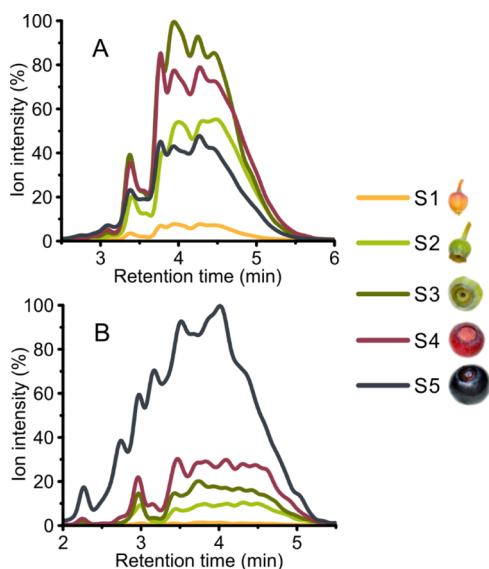 A
Ion intensity (%)
100
80
60
40
20
0
3
4
5
6
Retention time (min)
B
Ion intensity (%)
100
80
60
40
20
0
2
3
4
5
Retention time (min)
S1
S2
S3
S4
S5